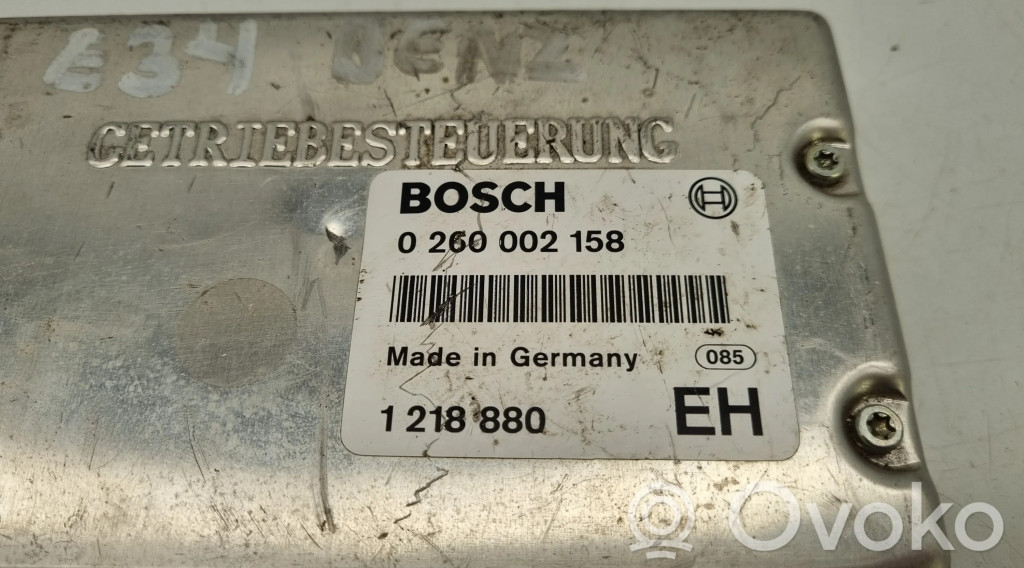 E34 BENZ
GETRIEBESTEUERUNG
BOSCH
0 260 002 158
Made in Germany 085
1 218 880 EH
Ovoko